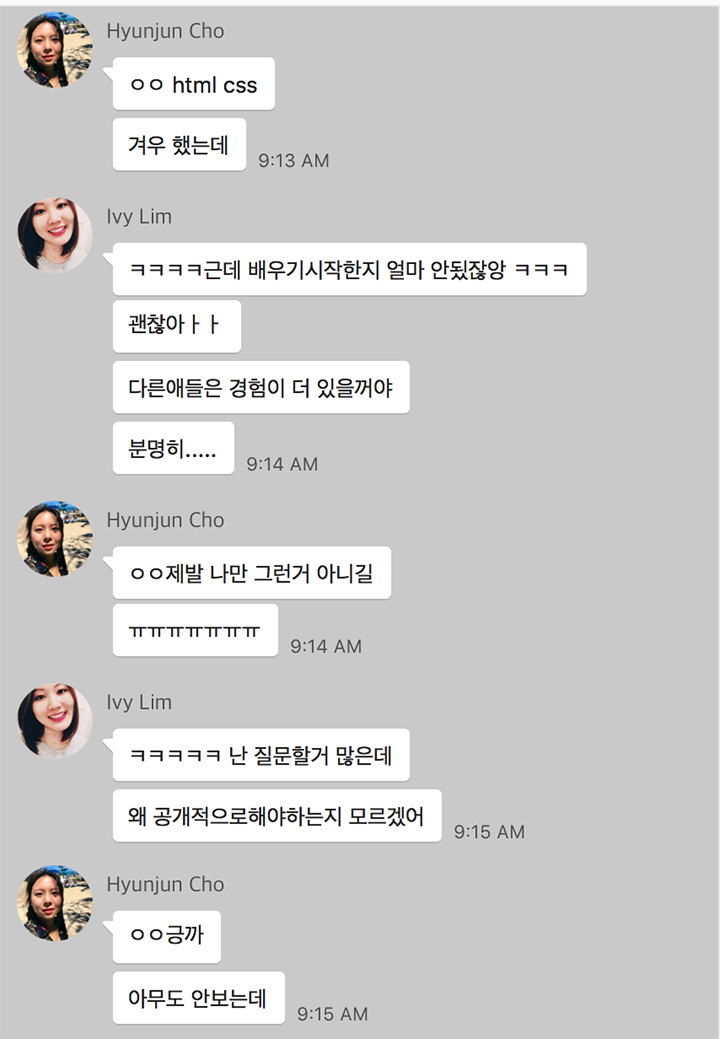 Hyunjun Cho
ㅇㅇ html css
겨우 했는데
9:13 AM
Ivy Lim
ㅋㅋㅋㅋ근데 배우기시작한지 얼마 안됬잖앙 ㅋㅋㅋ
괜찮아ㅏㅏ
다른애들은 경험이 더 있을꺼야
분명히.....
9:14 AM
Hyunjun Cho
ㅇㅇ제발 나만 그런거 아니길
ㅠㅠㅠㅠㅠㅠㅠ
9:14 AM
Ivy Lim
ㅋㅋㅋㅋㅋ 난 질문할거 많은데
왜 공개적으로해야하는지 모르겠어
9:15 AM
Hyunjun Cho
ㅇㅇ긍까
아무도 안보는데
9:15 AM